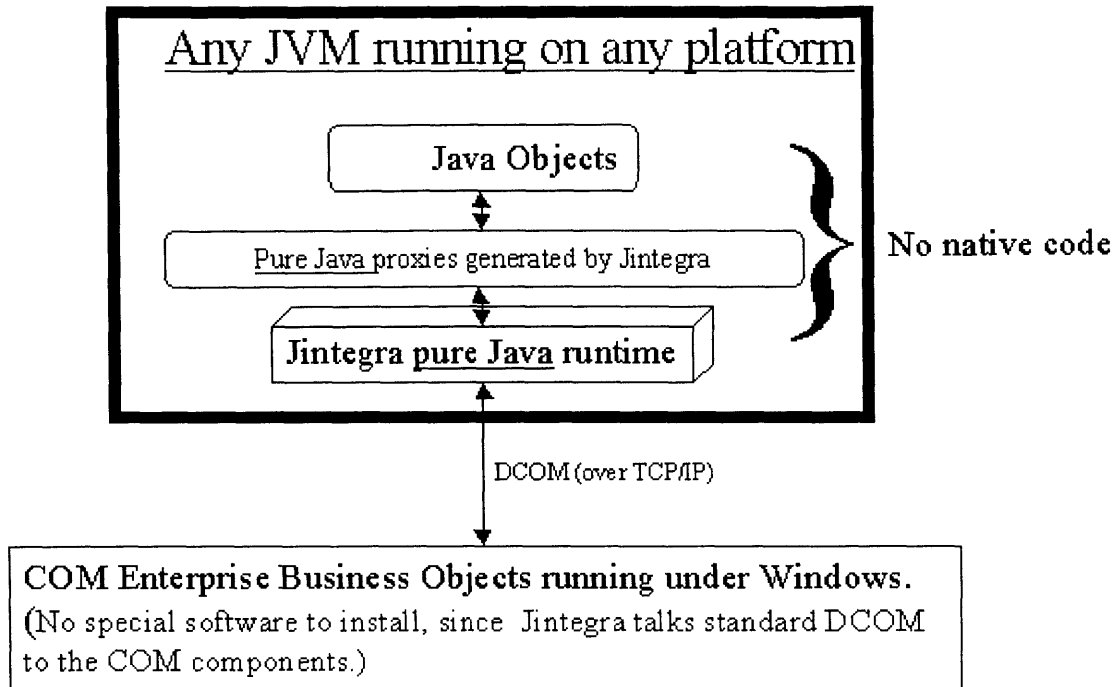 Any JVM running on any platform
Java Objects
Pure Java proxies generated by Jintegra
No native code
Jintegra pure Java runtime
DCOM (over TCP/IP)
COM Enterprise Business Objects running under Windows.
(No special software to install, since Jintegra talks standard DCOM
to the COM components.)